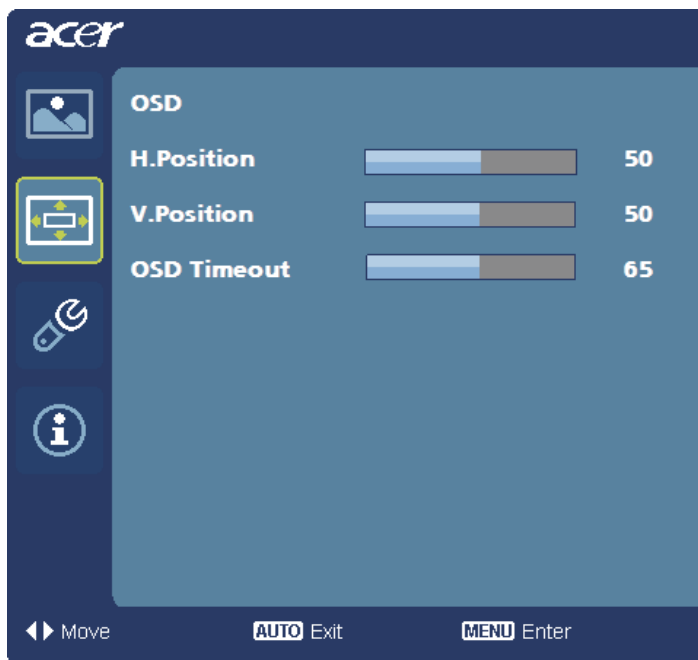 acer
OSD
H.Position 50
V.Position 50
OSD Timeout 65
Move AUTO Exit MENU Enter